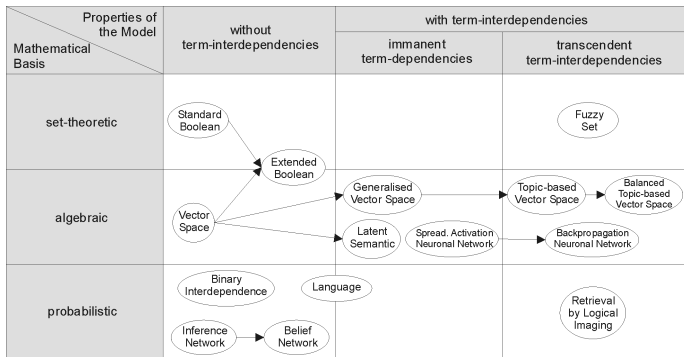 Properties of
the Model
Mathematical
Basis
without
term-interdependencies
with term-interdependencies
immanent
term-dependencies
transcendent
term-interdependencies
set-theoretic
Standard
Boolean
Extended
Boolean
Fuzzy
Set
algebraic
Vector
Space
Generalised
Vector Space
Topic-based
Vector Space
Balanced
Topic-based
Vector Space
Latent
Semantic
Spread. Activation
Neuronal Network
Backpropagation
Neuronal Network
probabilistic
Binary
Interdependence
Language
Inference
Network
Belief
Network
Retrieval
by Logical
Imaging